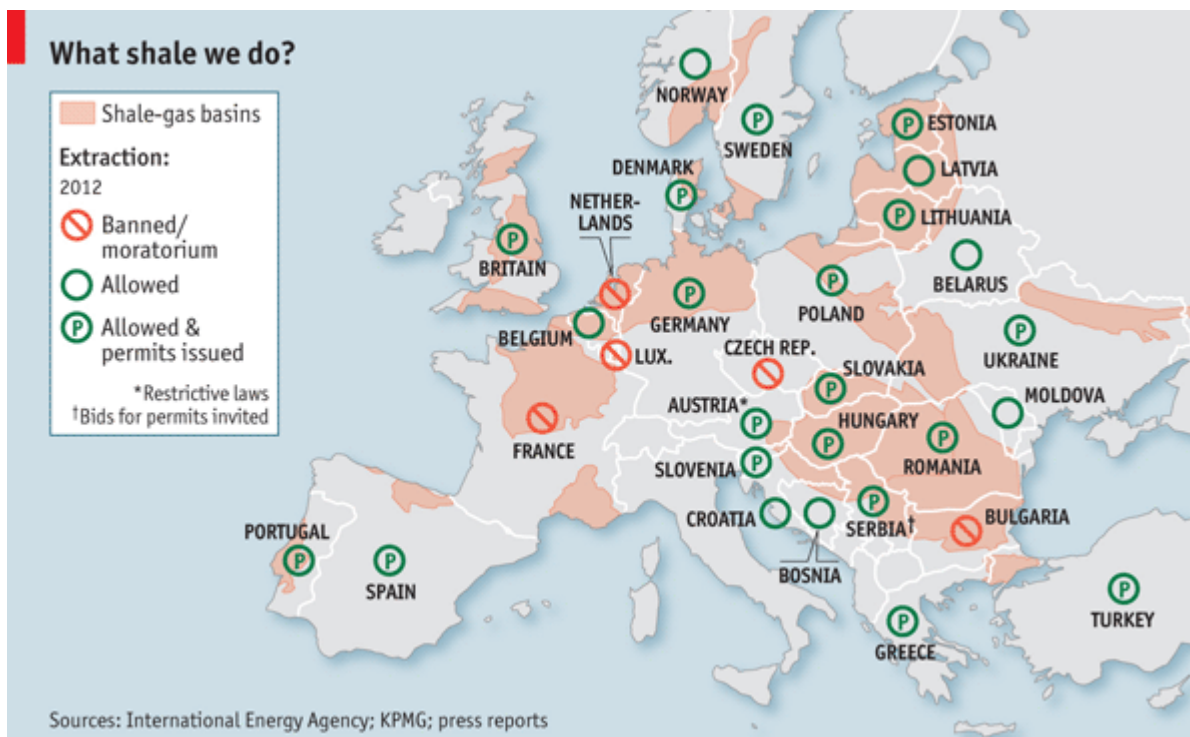 What shale we do?
Shale-gas basins
Extraction:
2012
Banned/
moratorium
Allowed
P
Allowed &
permits issued
*Restrictive laws
†Bids for permits invited
NORWAY
P
SWEDEN
P
ESTONIA
LATVIA
P
LITHUANIA
DENMARK
P
NETHER-
LANDS
P
BRITAIN
BELARUS
BELGIUM
P
GERMANY
P
POLAND
P
UKRAINE
LUX.
CZECH REP.
SLOVAKIA
P
MOLDOVA
AUSTRIA*
P
HUNGARY
P
P
ROMANIA
FRANCE
SLOVENIA
P
CROATIA
BOSNIA
P
SERBIA†
BULGARIA
PORTUGAL
P
P
SPAIN
P
GREECE
P
TURKEY
Sources: International Energy Agency; KPMG; press reports